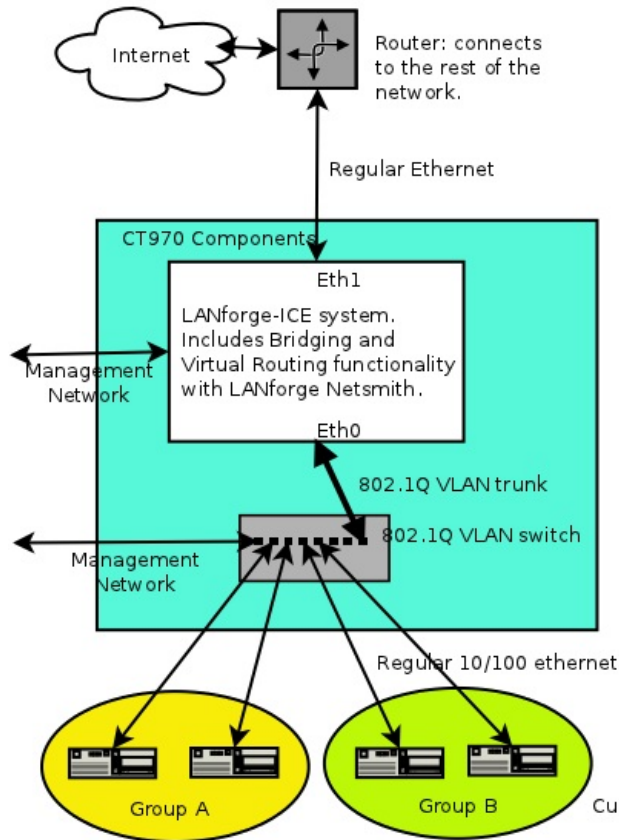 Internet
Router: connects
to the rest of the
network.
Regular Ethernet
CT970 Components
Eth1
LANforge-ICE system.
Includes Bridging and
Virtual Routing functionality
with LANforge Netsmith.
Management
Network
Eth0
802.1Q VLAN trunk
802.1Q VLAN switch
Management
Network
Regular 10/100 ethernet
Group A
Group B
Cu